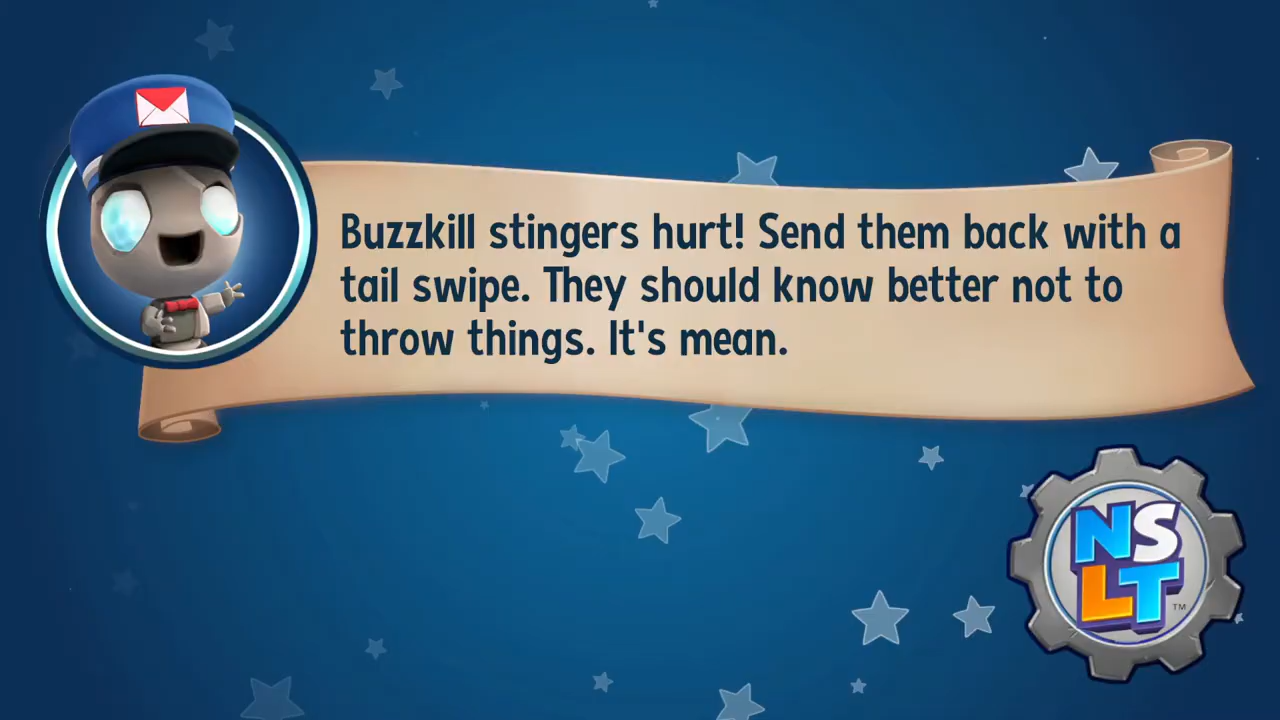 Buzzkill stingers hurt! Send them back with a
tail swipe. They should know better not to
throw things. It's mean.
NS
LT
TM